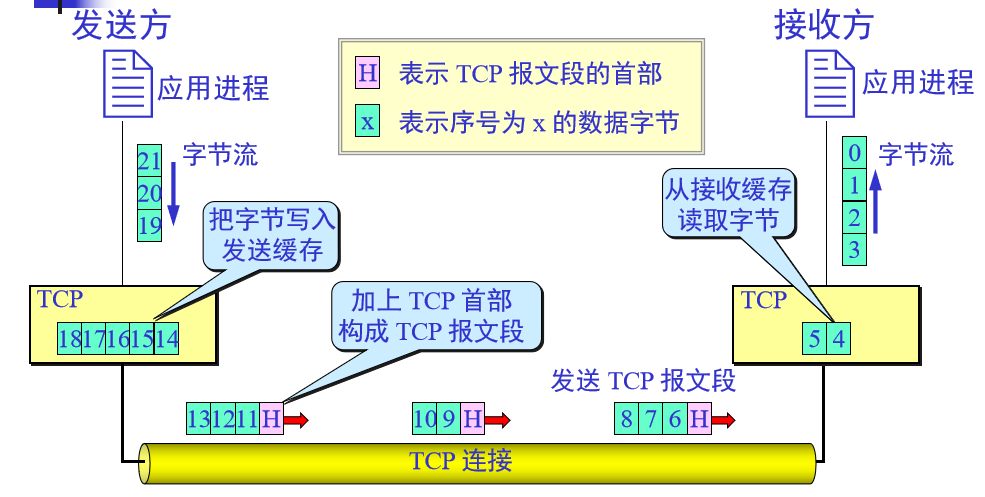 发送方
接收方
应用进程
应用进程
H 表示 TCP 报文段的首部
x 表示序号为 x 的数据字节
21
20
19
字节流
0
1
2
3
字节流
把字节写入
发送缓存
从接收缓存
读取字节
TCP
18 17 16 15 14
加上 TCP 首部
构成 TCP 报文段
TCP
5 4
发送 TCP 报文段
13 12 11 H
10 9 H
8 7 6 H
TCP 连接